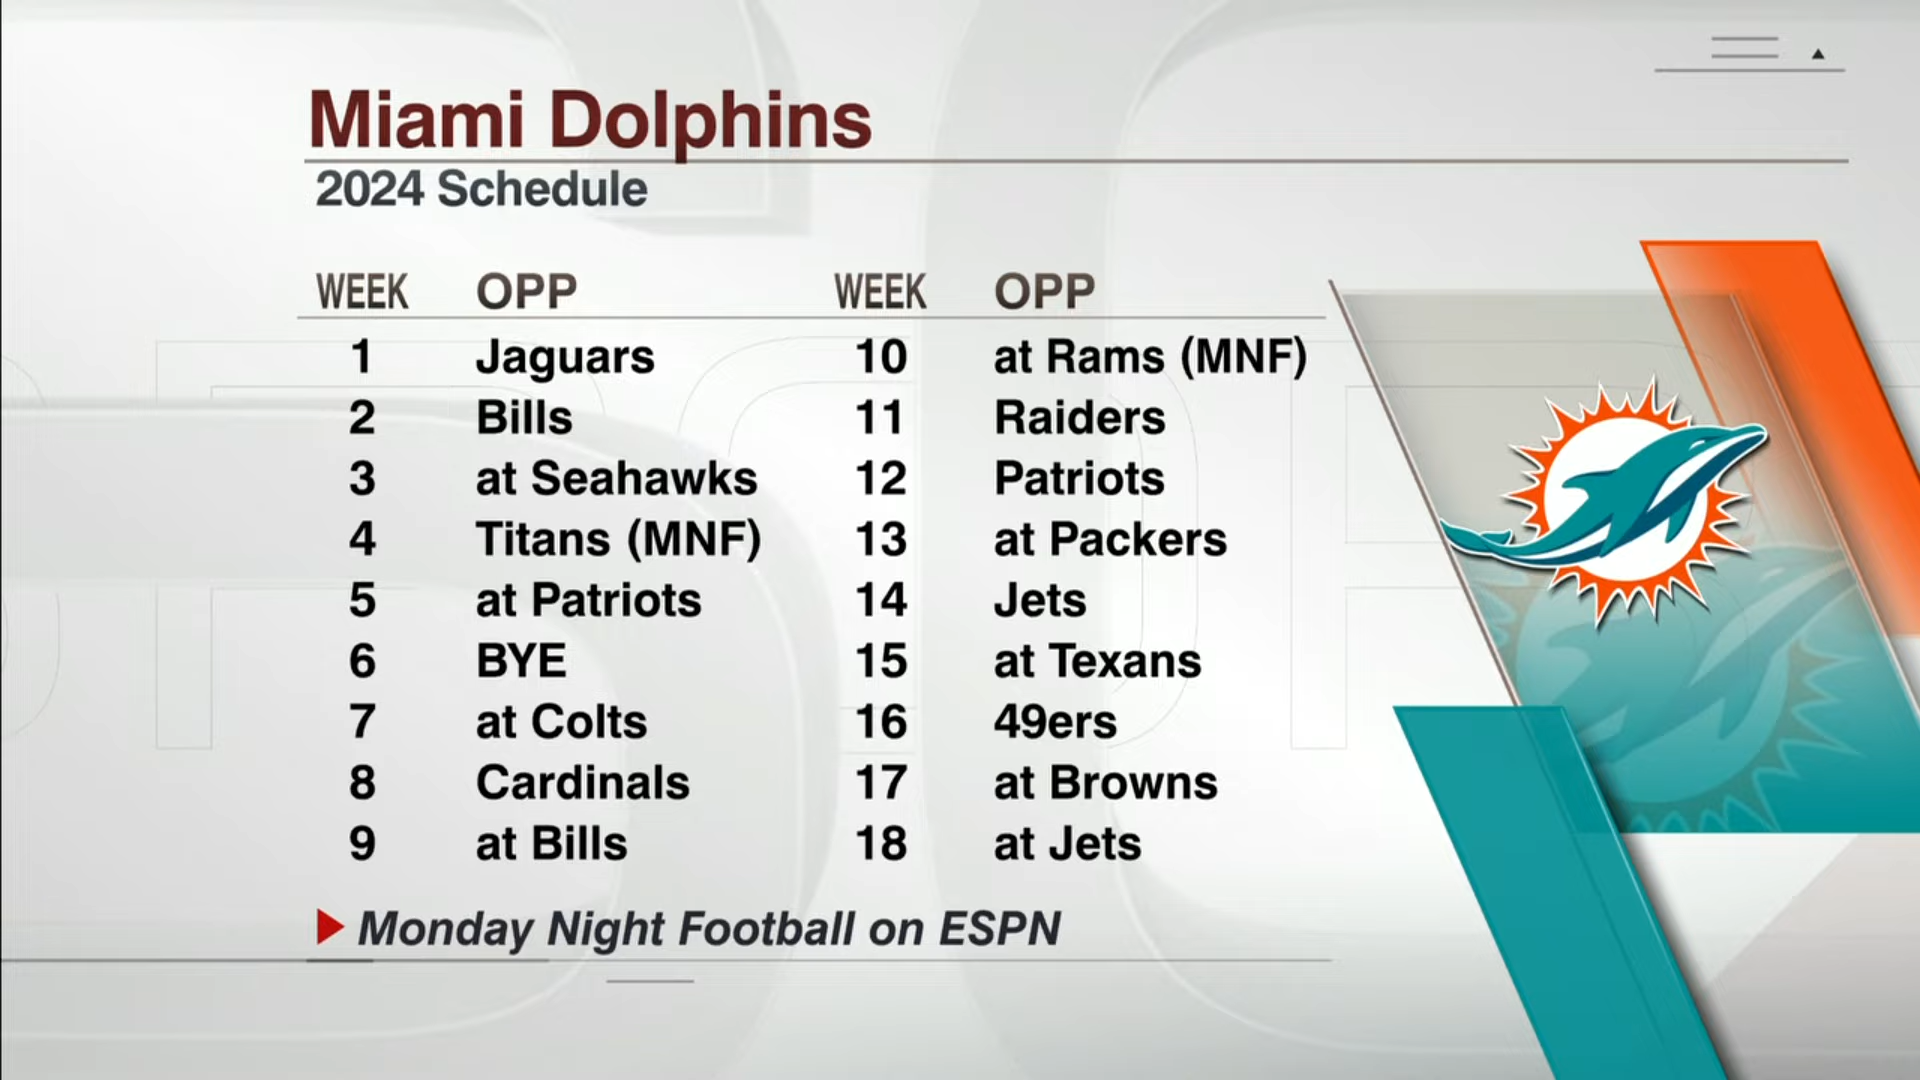 Miami Dolphins
2024 Schedule
WEEK OPP WEEK OPP
1 Jaguars 10 at Rams (MNF)
2 Bills 11 Raiders
3 at Seahawks 12 Patriots
4 Titans (MNF) 13 at Packers
5 at Patriots 14 Jets
6 BYE 15 at Texans
7 at Colts 16 49ers
8 Cardinals 17 at Browns
9 at Bills 18 at Jets
Monday Night Football on ESPN